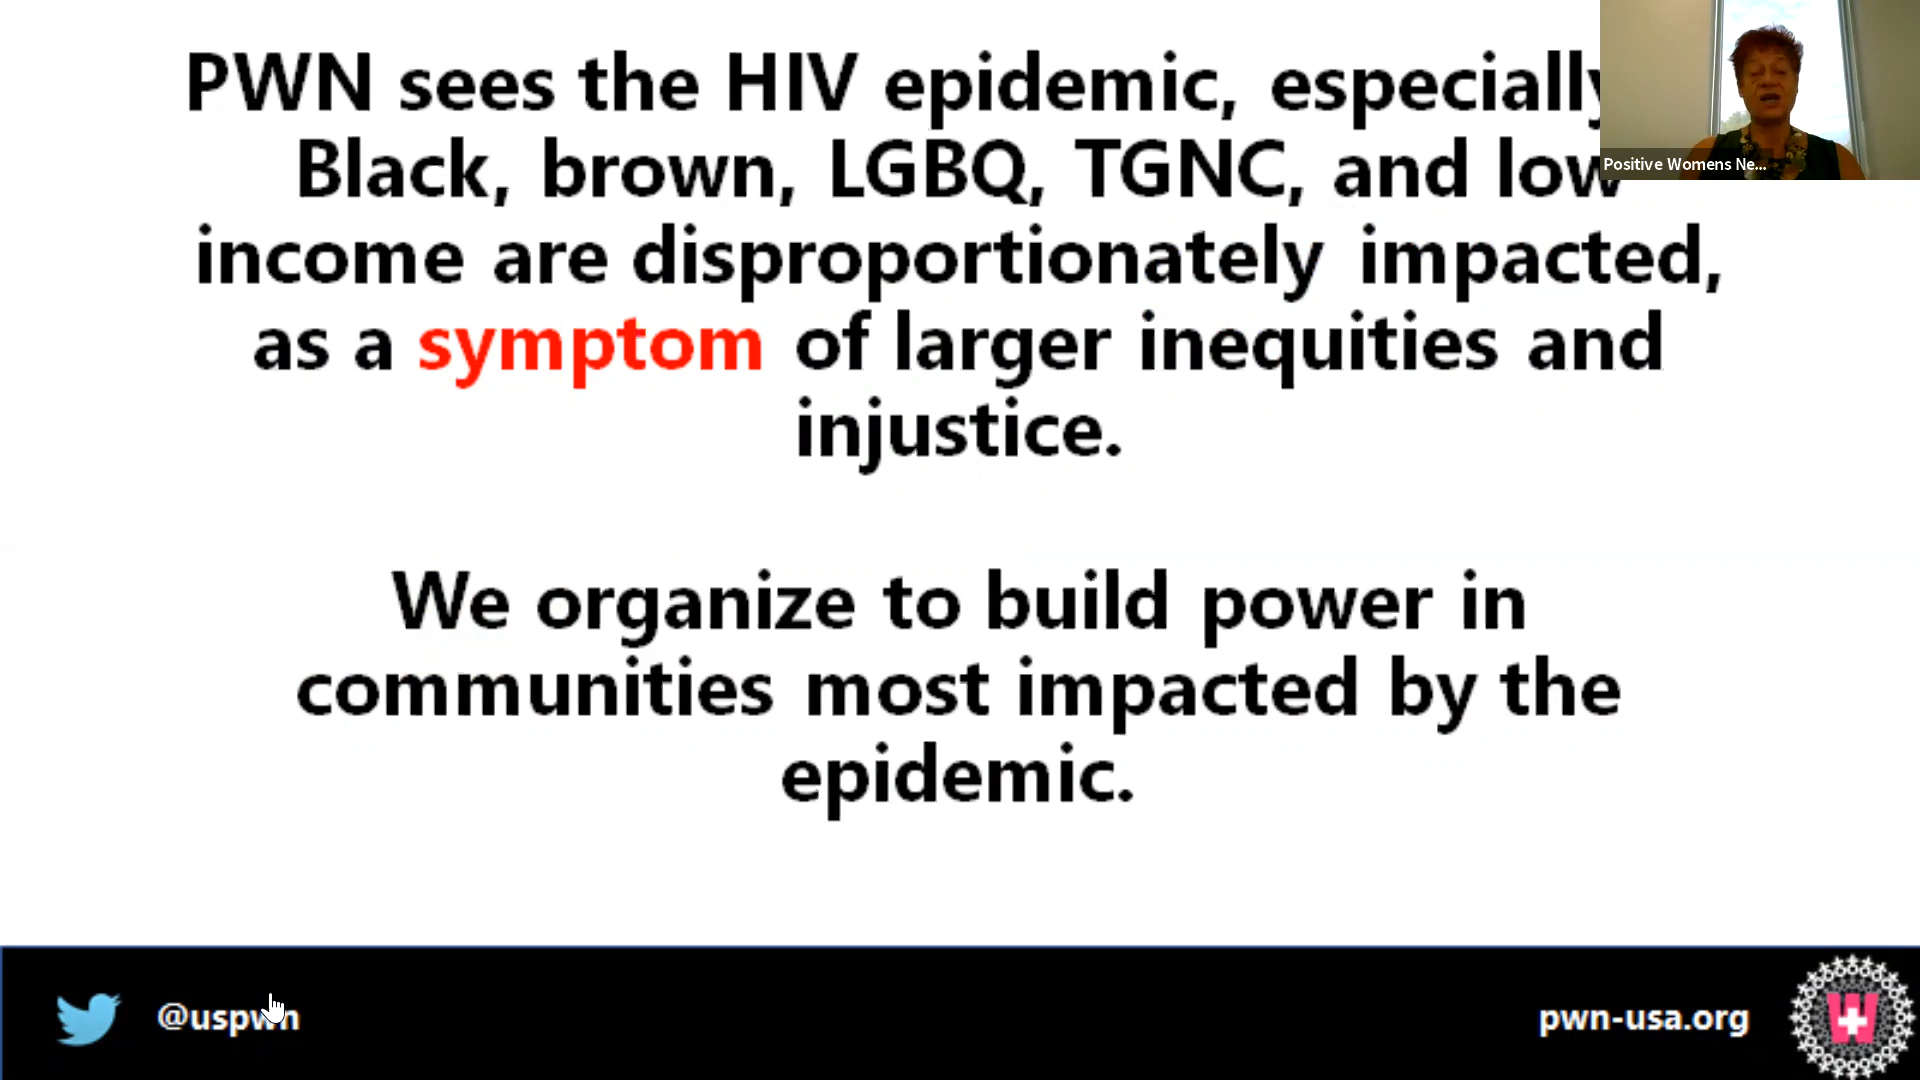 PWN sees the HIV epidemic, especially
Black, brown, LGBQ, TGNC, and low
income are disproportionately impacted,
as a symptom of larger inequities and
injustice.
We organize to build power in
communities most impacted by the
epidemic.
Positive Womens Ne...
@uspwn
pwn-usa.org
W